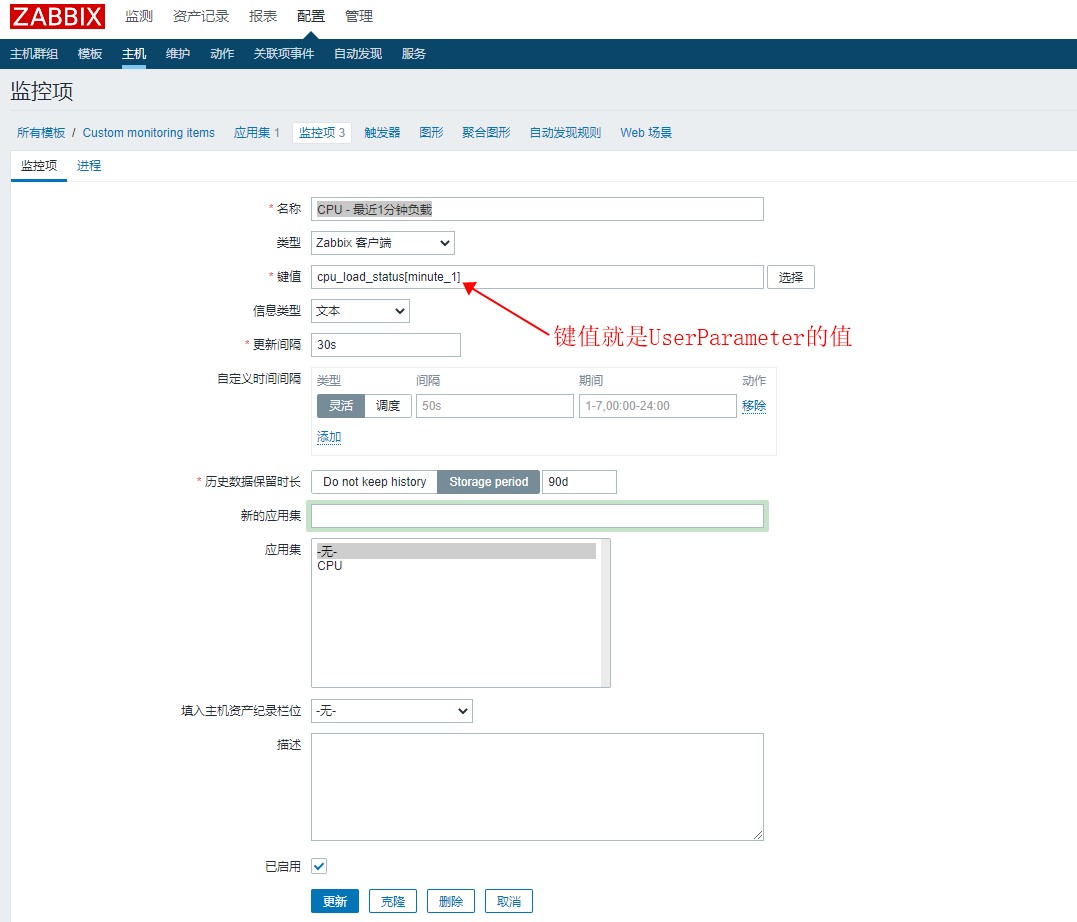 ZABBIX 监测 资产记录 报表 配置 管理
主机群组 模板 主机 维护 动作 关联项事件 自动发现 服务
监控项
所有模板 / Custom monitoring items 应用集 1 监控项 3 触发器 图形 聚合图形 自动发现规则 Web 场景
监控项 进程
* 名称 CPU - 最近1分钟负载
类型 Zabbix 客户端
* 键值 cpu_load_status[minute_1] 选择
信息类型 文本
键值就是UserParameter的值
* 更新间隔 30s
自定义时间间隔 类型 间隔 期间 动作
灵活 调度 50s 1-7,00:00-24:00 移除
添加
* 历史数据保留时长 Do not keep history Storage period 90d
新的应用集
应用集 -无-
CPU
填入主机资产纪录栏位 -无-
描述
已启用
更新 克隆 删除 取消